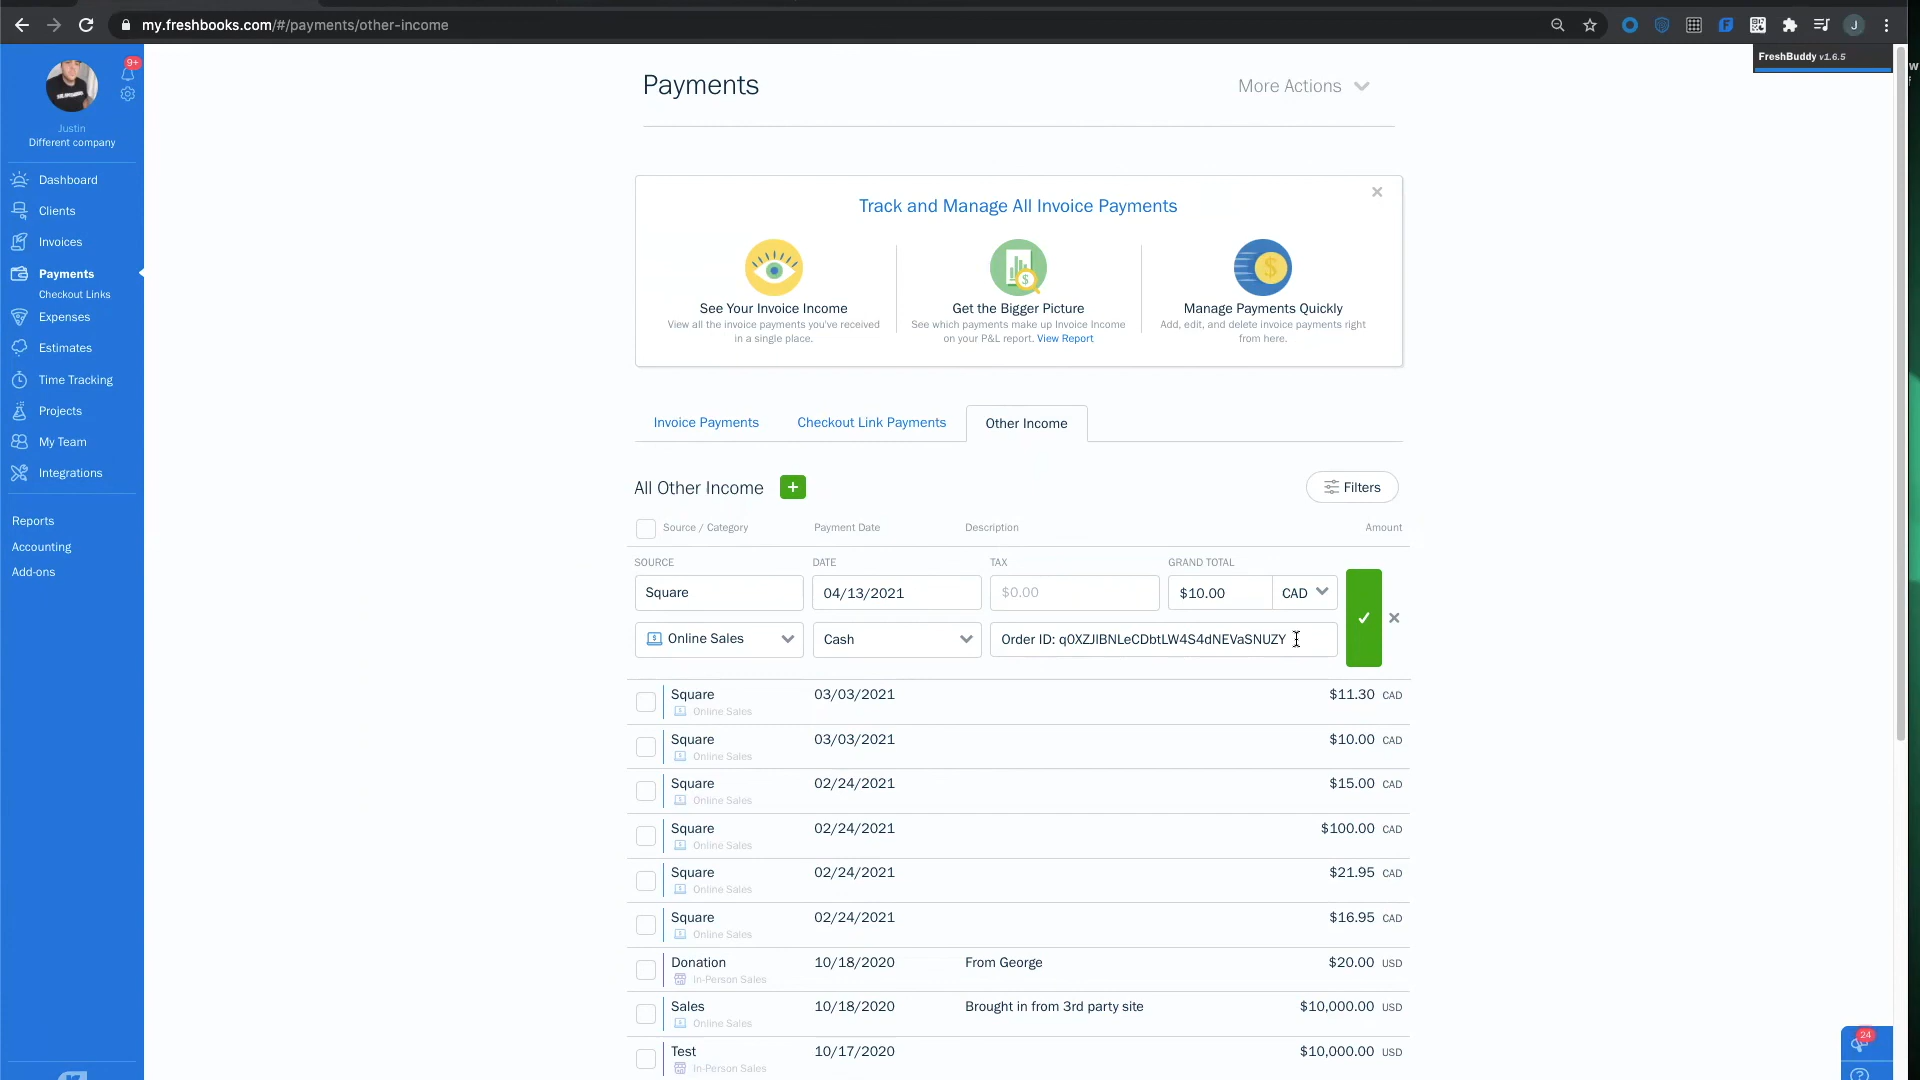 my.freshbooks.com/#/payments/other-income
J
FreshBuddy v1.6.5
9+
Justin
Different company
Dashboard
Clients
Invoices
Payments
Checkout Links
Expenses
Estimates
Time Tracking
Projects
My Team
Integrations
Reports
Accounting
Add-ons
Payments
More Actions
Track and Manage All Invoice Payments
See Your Invoice Income
View all the invoice payments you've received
in a single place.
Get the Bigger Picture
See which payments make up Invoice Income
on your P&L report. View Report
Manage Payments Quickly
Add, edit, and delete invoice payments right
from here.
Invoice Payments Checkout Link Payments Other Income
All Other Income + Filters
Source / Category Payment Date Description Amount
SOURCE DATE TAX GRAND TOTAL
Square 04/13/2021 $0.00 $10.00 CAD
Online Sales Cash Order ID: q0XZJIBNLeCDbtLW4S4dNEVaSNUZY
Square 03/03/2021 $11.30 CAD
Online Sales
Square 03/03/2021 $10.00 CAD
Online Sales
Square 02/24/2021 $15.00 CAD
Online Sales
Square 02/24/2021 $100.00 CAD
Online Sales
Square 02/24/2021 $21.95 CAD
Online Sales
Square 02/24/2021 $16.95 CAD
Online Sales
Donation 10/18/2020 From George $20.00 USD
In-Person Sales
Sales 10/18/2020 Brought in from 3rd party site $10,000.00 USD
Online Sales
Test 10/17/2020 $10,000.00 USD
In-Person Sales
24